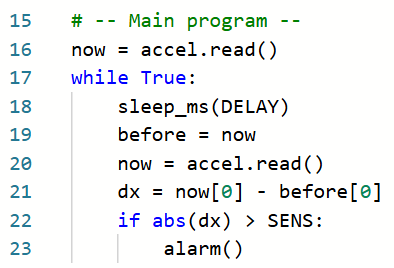 15 # -- Main program --
16 now = accel.read()
17 while True:
18     sleep_ms(DELAY)
19     before = now
20     now = accel.read()
21     dx = now[0] - before[0]
22     if abs(dx) > SENS:
23         alarm()